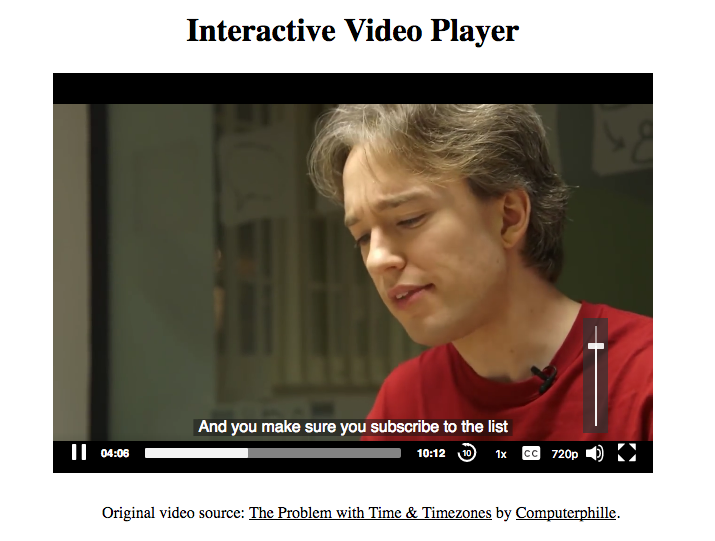 Interactive Video Player
And you make sure you subscribe to the list
04:06 10:12 10 1x CC 720p
Original video source: The Problem with Time & Timezones by Computerphille.